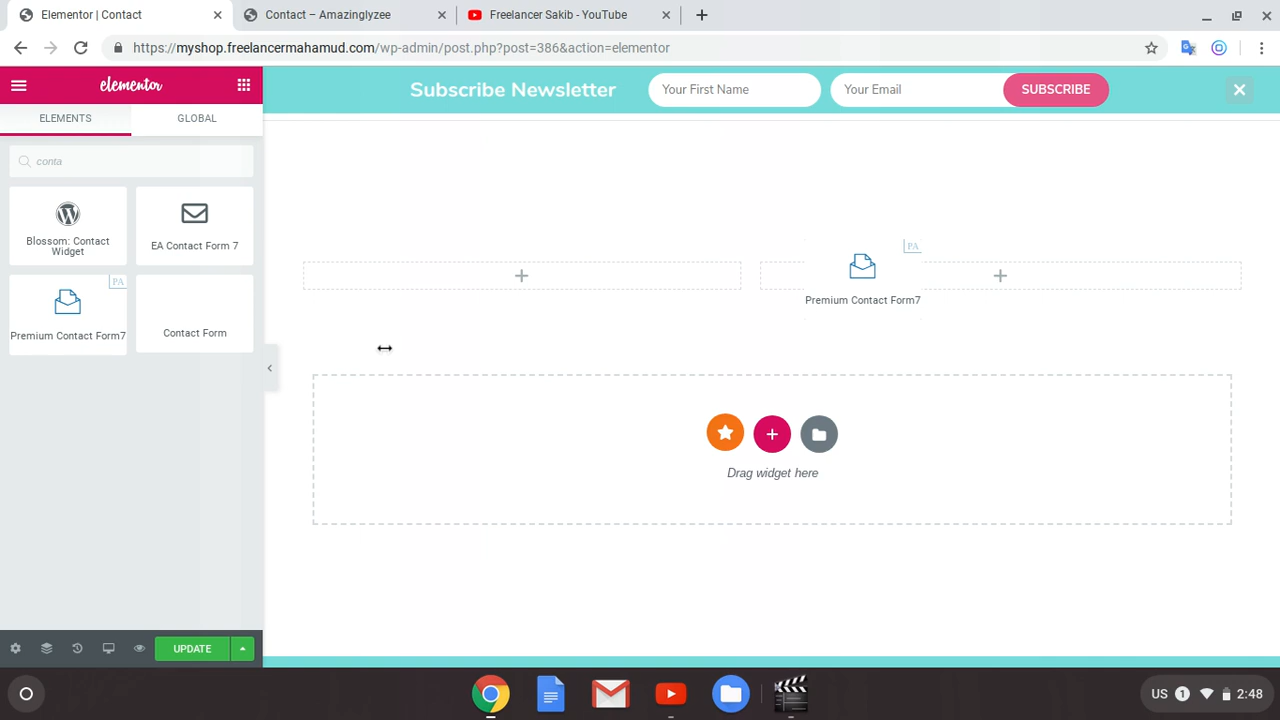 Elementor | Contact
Contact – Amazinglyzee
Freelancer Sakib - YouTube
https://myshop.freelancermahamud.com/wp-admin/post.php?post=386&action=elementor
elementor
Subscribe Newsletter
Your First Name
Your Email
SUBSCRIBE
ELEMENTS
GLOBAL
conta
Blossom: Contact
Widget
EA Contact Form 7
PA
Premium Contact Form7
Contact Form
PA
Premium Contact Form7
Drag widget here
UPDATE
US
1
2:48